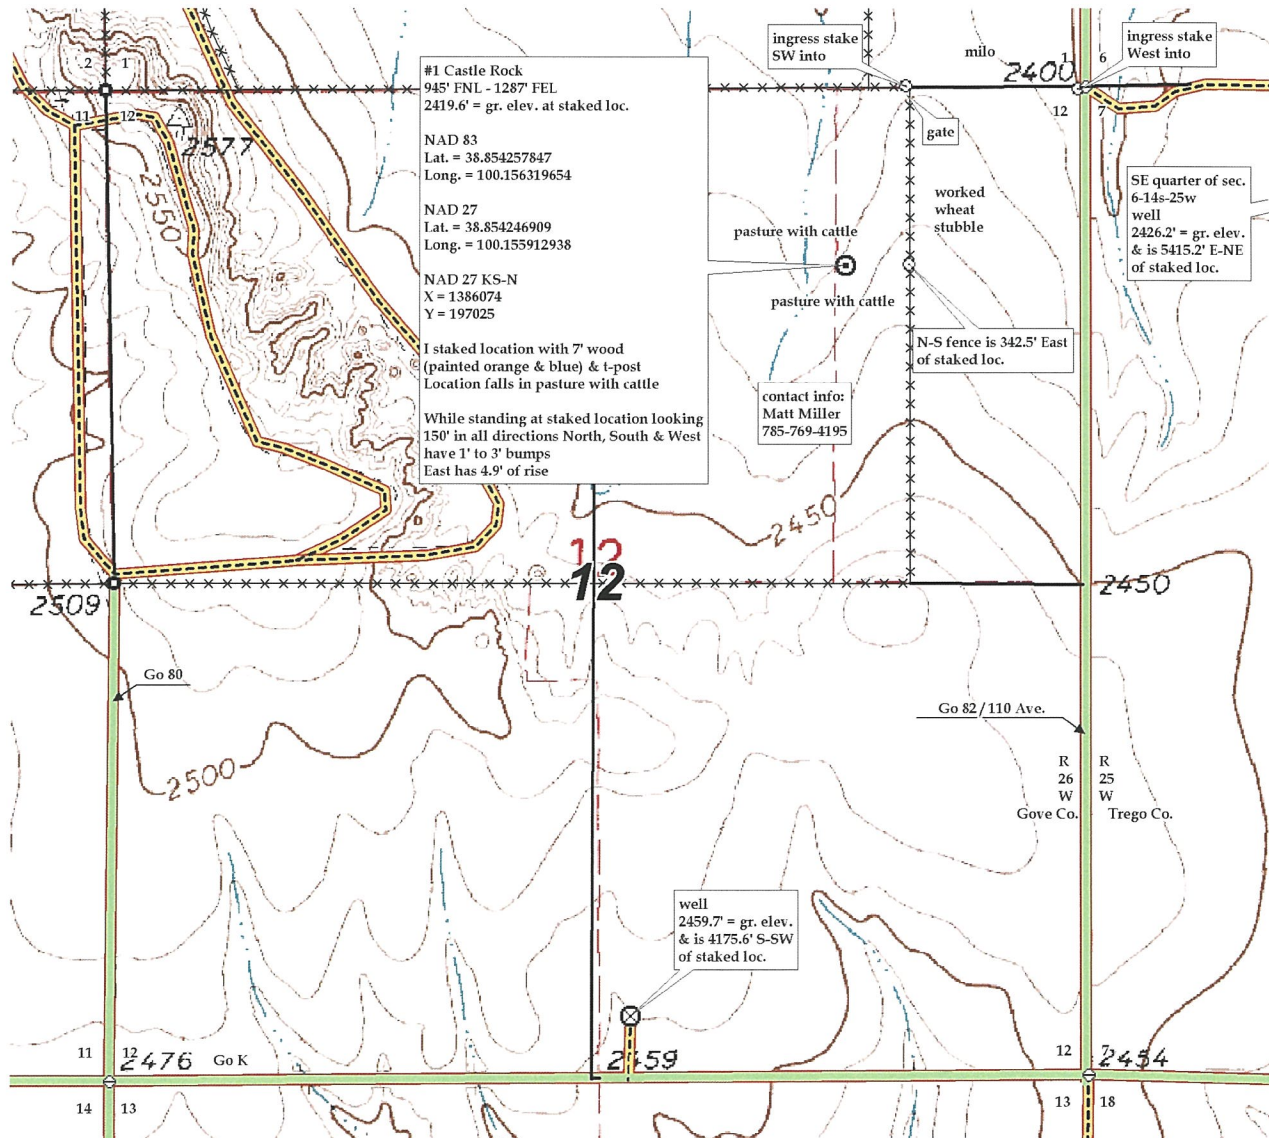 ingress stake
SW into
milo
1
6
ingress stake
West into
2
1
2400
11
12
12
7
2577
gate
#1 Castle Rock
945' FNL - 1287' FEL
2419.6' = gr. elev. at staked loc.
NAD 83
Lat. = 38.854257847
Long. = 100.156319654
NAD 27
Lat. = 38.854246909
Long. = 100.155912938
NAD 27 KS-N
X = 1386074
Y = 197025
I staked location with 7' wood
(painted orange & blue) & t-post
Location falls in pasture with cattle
While standing at staked location looking
150' in all directions North, South & West
have 1' to 3' bumps
East has 4.9' of rise
2550
worked
wheat
stubble
SE quarter of sec.
6-14s-25w
well
2426.2' = gr. elev.
& is 5415.2' E-NE
of staked loc.
pasture with cattle
pasture with cattle
N-S fence is 342.5' East
of staked loc.
contact info:
Matt Miller
785-769-4195
2450
12
12
2509
2450
Go 80
Go 82/110 Ave.
2500
R
26
W
Gove Co.
R
25
W
Trego Co.
well
2459.7' = gr. elev.
& is 4175.6' S-SW
of staked loc.
11
12
2476
Go K
2459
12
7
2454
14
13
13
18